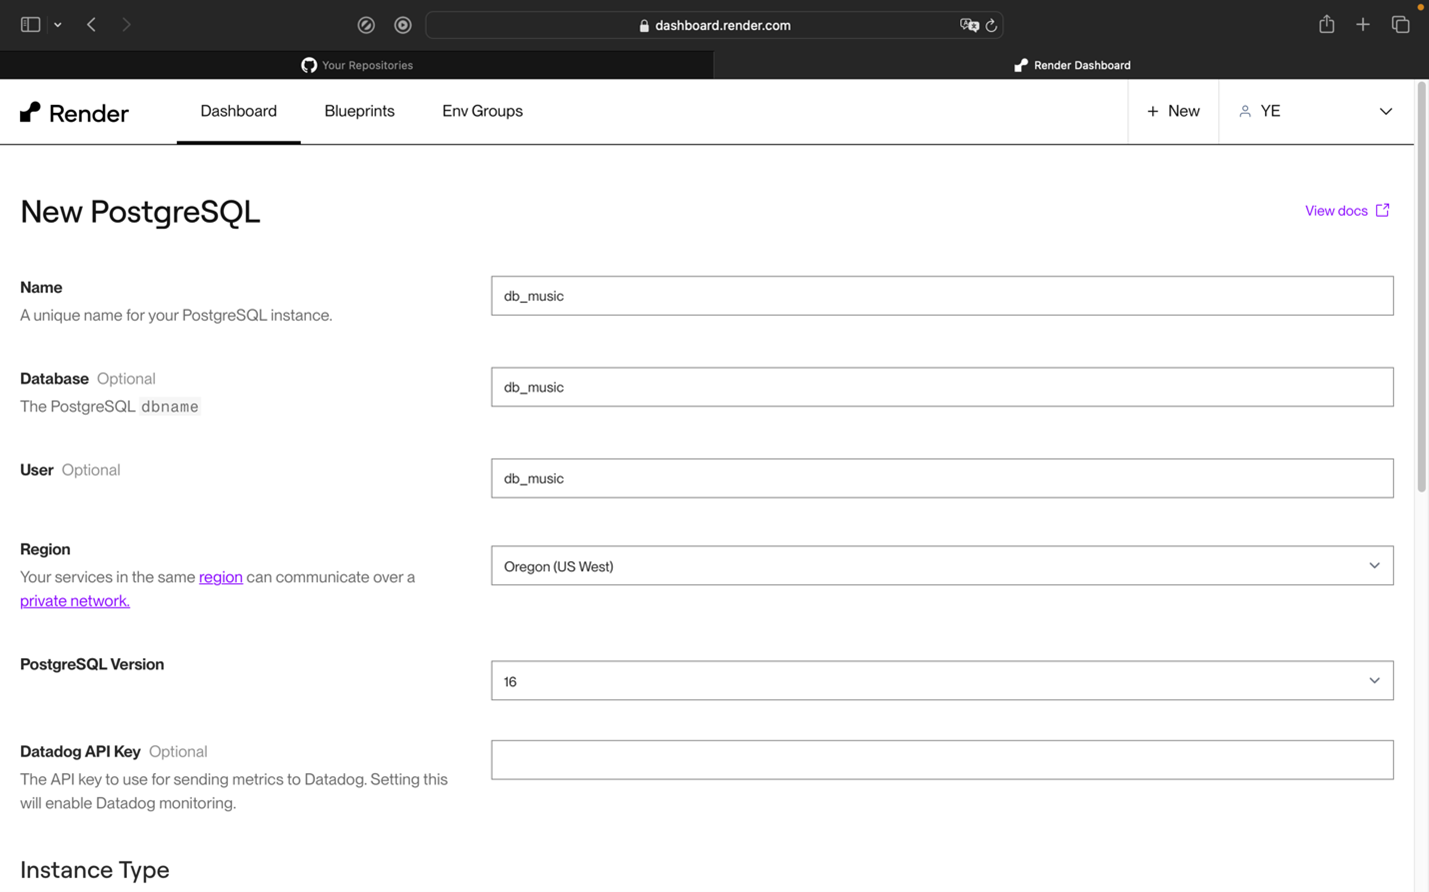 dashboard.render.com
Your Repositories
Render Dashboard
Render
Dashboard
Blueprints
Env Groups
+ New
YE
New PostgreSQL
View docs
Name
A unique name for your PostgreSQL instance.
db_music
Database Optional
The PostgreSQL dbname
db_music
User Optional
db_music
Region
Your services in the same region can communicate over a
private network.
Oregon (US West)
PostgreSQL Version
16
Datadog API Key Optional
The API key to use for sending metrics to Datadog. Setting this
will enable Datadog monitoring.
Instance Type